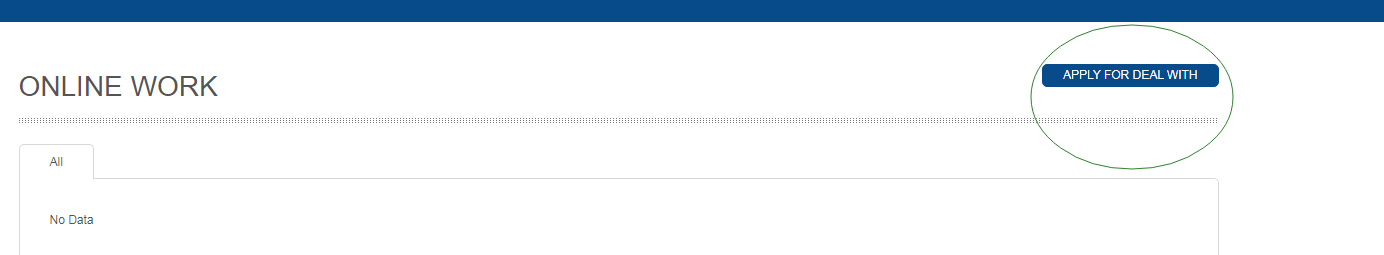 ONLINE WORK
APPLY FOR DEAL WITH
All
No Data